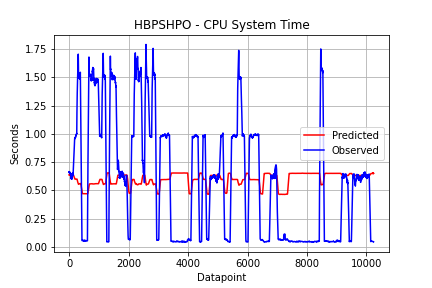 HBPSHPO - CPU System Time
1.75
1.50
1.25
1.00
0.75
0.50
0.25
0.00
Seconds
Predicted
Observed
0 2000 4000 6000 8000 10000
Datapoint